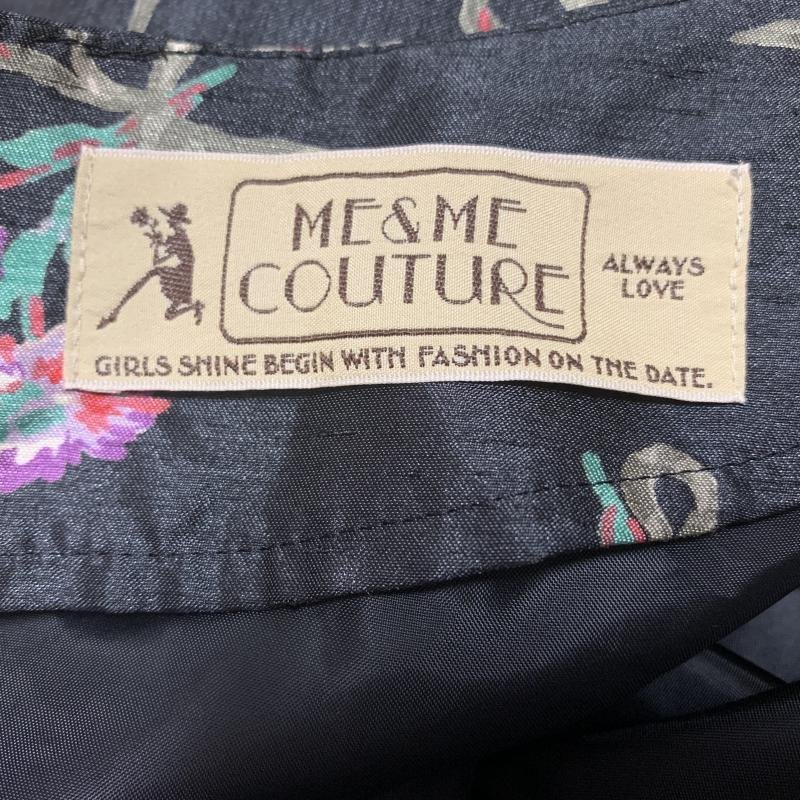 ME&ME
COUTURE
ALWAYS
LOVE
GIRLS SHINE BEGIN WITH FASHION ON THE DATE.